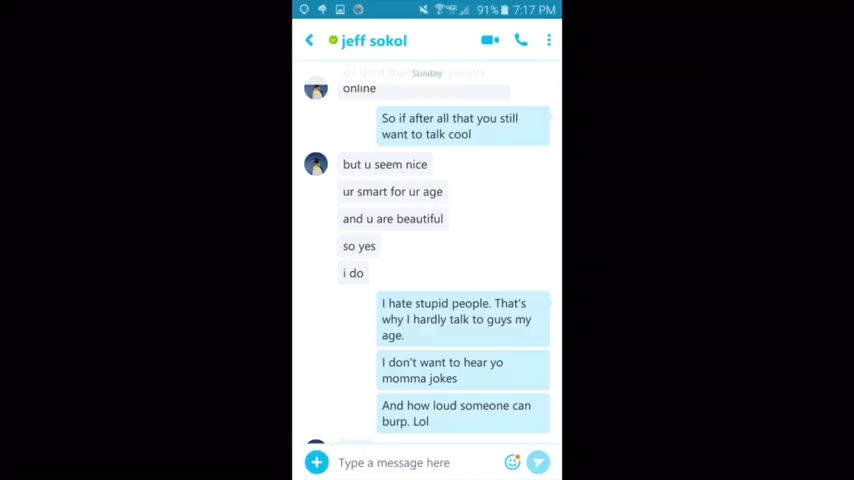 91% 7:17 PM
jeff sokol
Sunday
online
So if after all that you still
want to talk cool
but u seem nice
ur smart for ur age
and u are beautiful
so yes
i do
I hate stupid people. That's
why I hardly talk to guys my
age.
I don't want to hear yo
momma jokes
And how loud someone can
burp. Lol
Type a message here